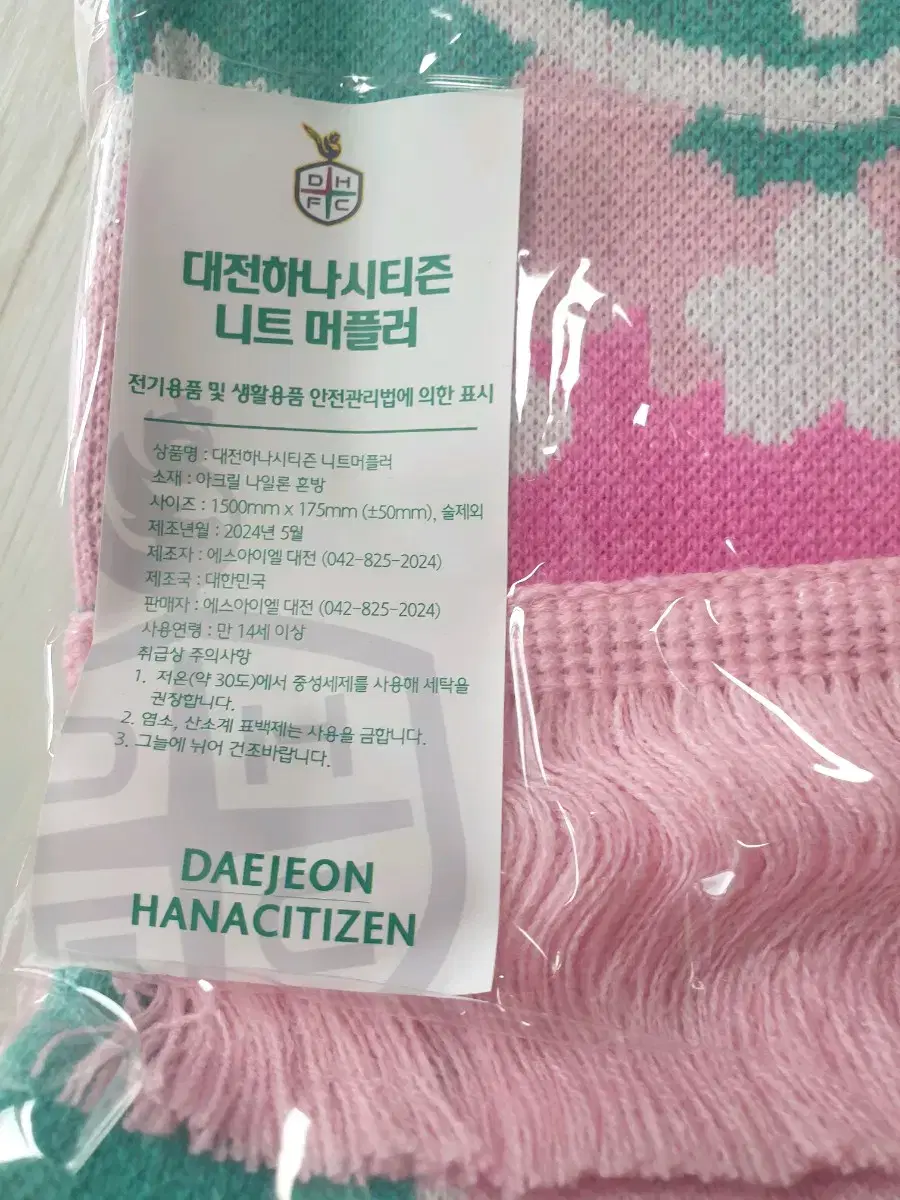 D H
F C
대전하나시티즌
니트 머플러
전기용품 및 생활용품 안전관리법에 의한 표시
상품명 : 대전하나시티즌 니트머플러
소재 : 아크릴 나일론 혼방
사이즈 : 1500mm x 175mm (±50mm), 술제외
제조년월 : 2024년 5월
제조자 : 에스아이엘 대전 (042-825-2024)
제조국 : 대한민국
판매자 : 에스아이엘 대전 (042-825-2024)
사용연령 : 만 14세 이상
취급상 주의사항
1. 저온(약 30도)에서 중성세제를 사용해 세탁을
권장합니다.
2. 염소, 산소계 표백제는 사용을 금합니다.
3. 그늘에 뉘어 건조바랍니다.
DAEJEON
HANACITIZEN